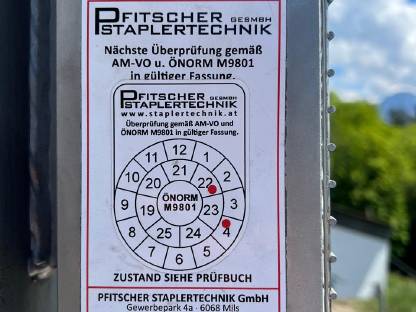 PFITSCHER GESMBH
STAPLERTECHNIK
Nächste Überprüfung gemäß
AM-VO u. ÖNORM M9801
in gültiger Fassung.
PFITSCHER GESMBH
STAPLERTECHNIK
www.staplertechnik.at
Überprüfung gemäß AM-VO und
ÖNORM M9801 in gültiger Fassung.
12
1
2
3
4
5
6
7
8
9
10
11
21
22
23
24
25
19
20
ÖNORM
M9801
ZUSTAND SIEHE PRÜFBUCH
PFITSCHER STAPLERTECHNIK GmbH
Gewerbepark 4a · 6068 Mils